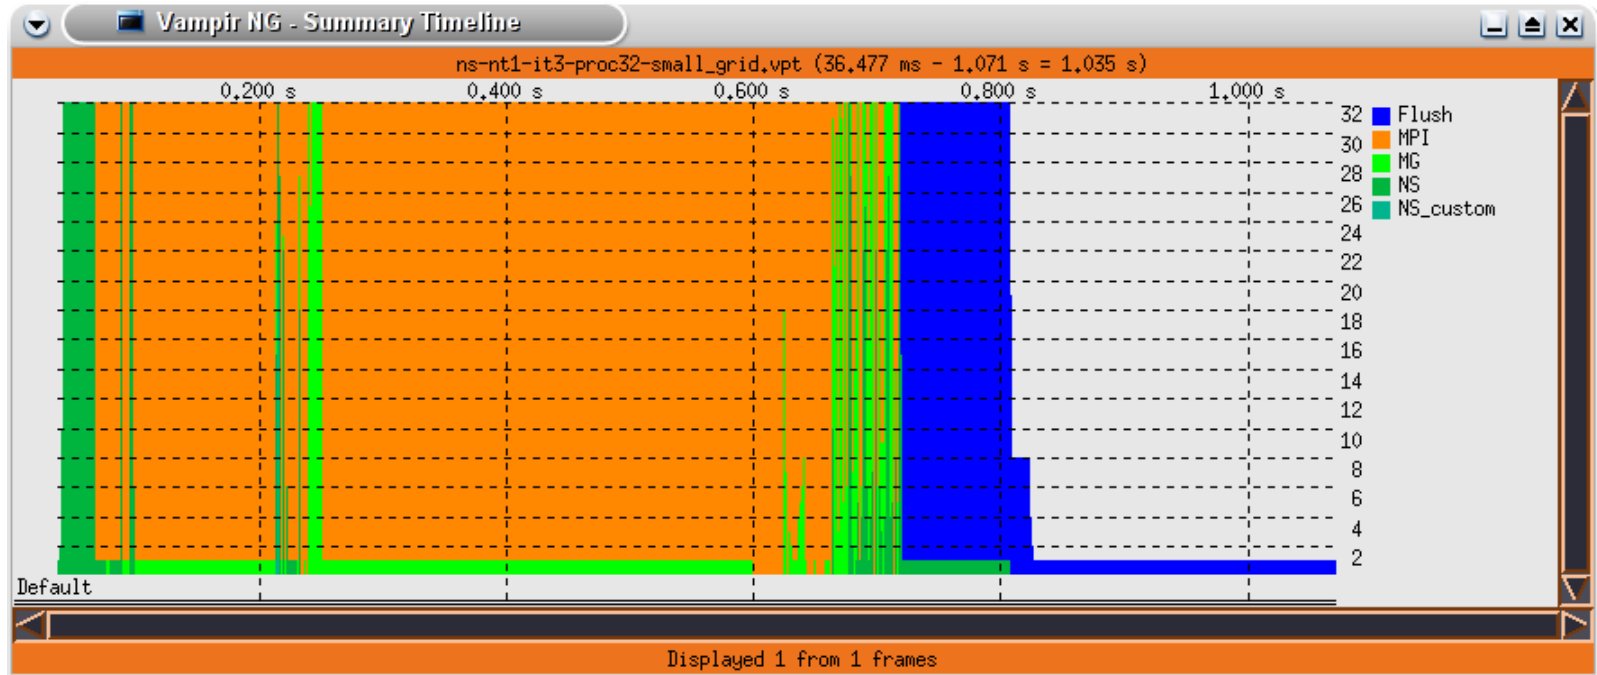 Vampir NG - Summary Timeline
ns-nt1-it3-proc32-small_grid.vpt (36.477 ms - 1.071 s = 1.035 s)
0.200 s 0.400 s 0.600 s 0.800 s 1.000 s
32 Flush
30 MPI
28 MG
26 NS
NS_custom
24
22
20
18
16
14
12
10
8
6
4
2
Default
Displayed 1 from 1 frames